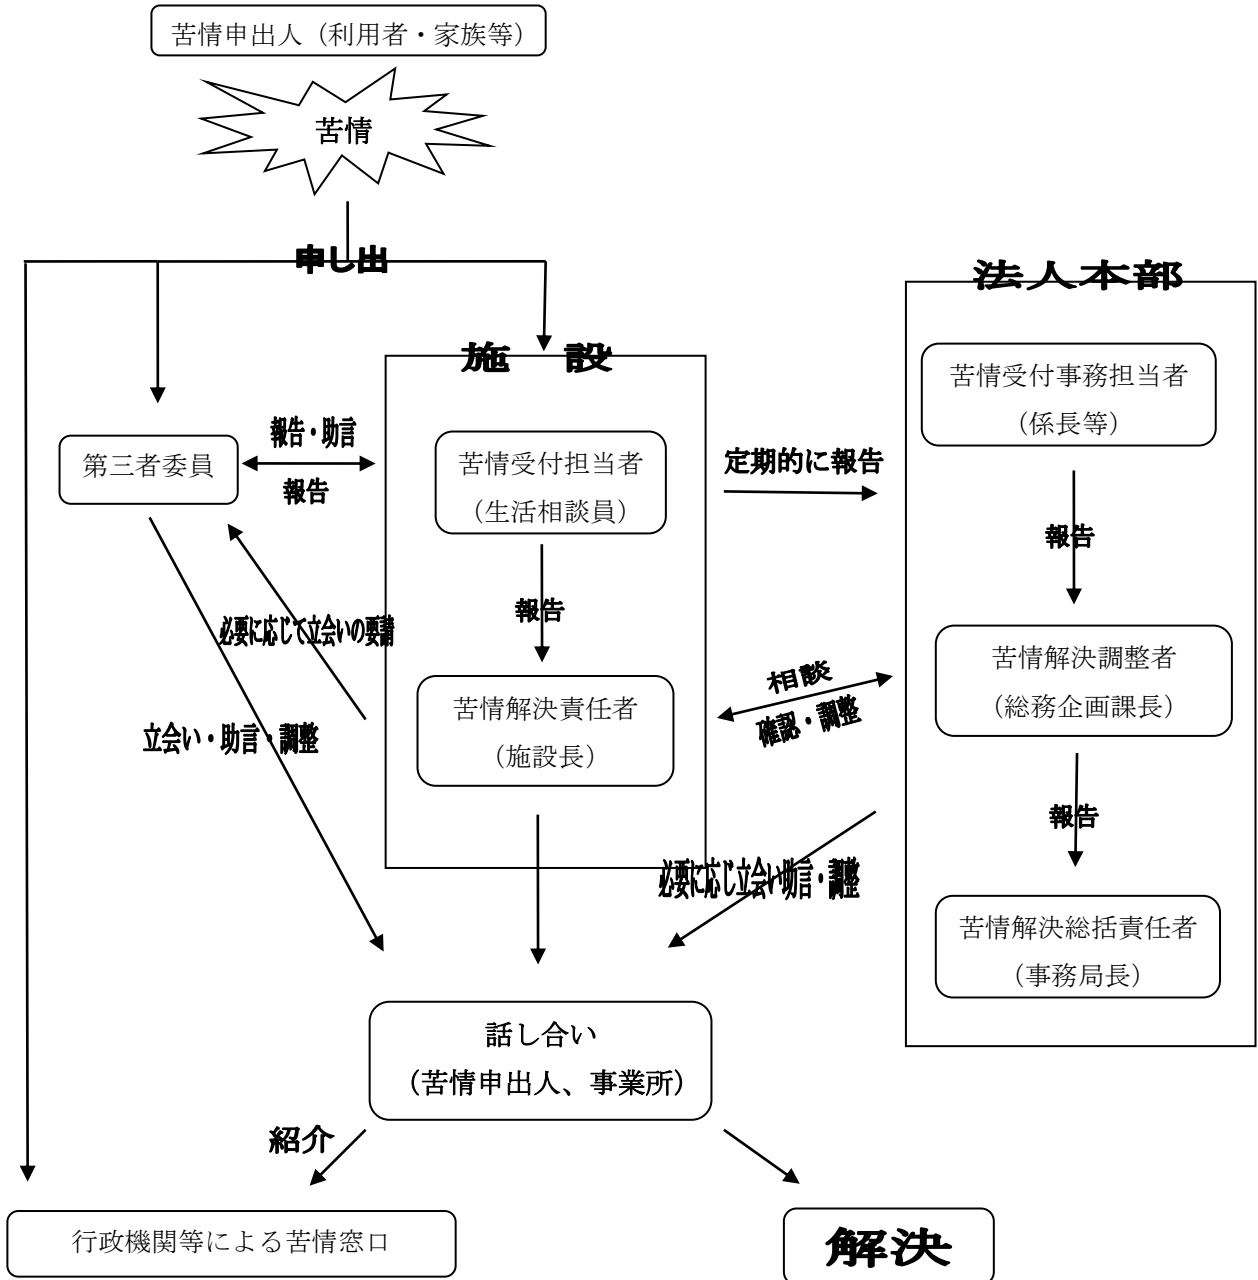 苦情申出人（利用者・家族等）
苦情
申し出
法人本部
施　設
苦情受付事務担当者
（係長等）
報告・助言
第三者委員
報告
苦情受付担当者
（生活相談員）
定期的に報告
報告
報告
必要に応じて立会いの要請
苦情解決調整者
（総務企画課長）
相談
確認・調整
苦情解決責任者
（施設長）
立会い・助言・調整
報告
必要に応じ立会い助言・調整
苦情解決総括責任者
（事務局長）
話し合い
（苦情申出人、事業所）
紹介
行政機関等による苦情窓口
解決